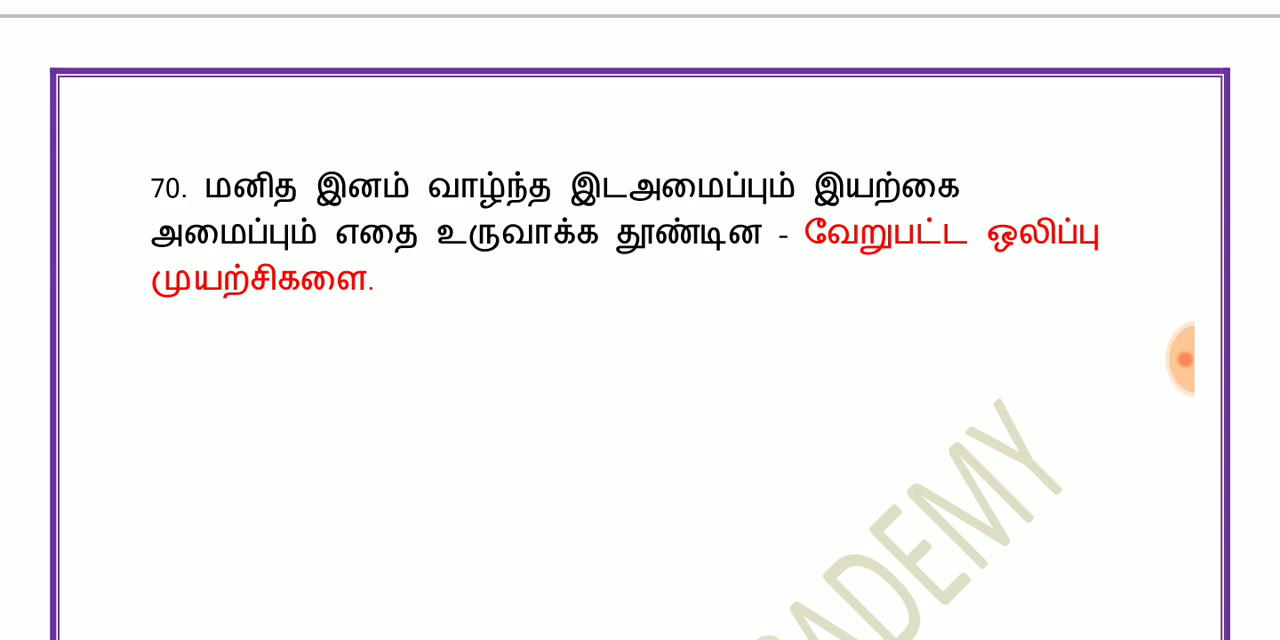 70. மனித இனம் வாழ்ந்த இடஅமைப்பும் இயற்கை
அமைப்பும் எதை உருவாக்க தூண்டின - வேறுபட்ட ஒலிப்பு
முயற்சிகளை.